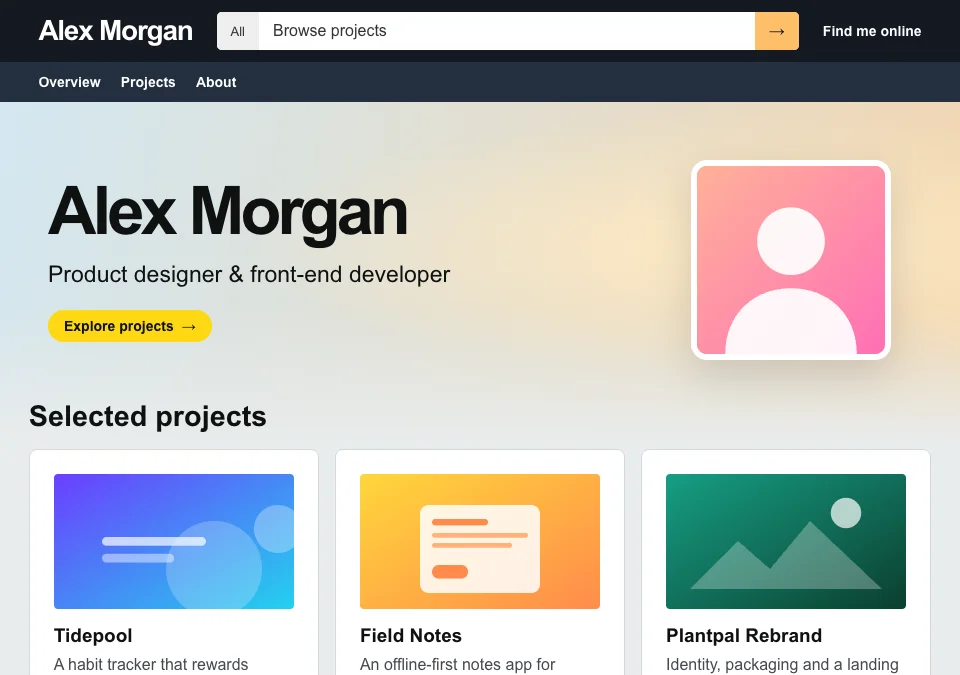 Alex Morgan
All
Browse projects
→
Find me online
Overview
Projects
About
Alex Morgan
Product designer & front-end developer
Explore projects →
Selected projects
Tidepool
A habit tracker that rewards
Field Notes
An offline-first notes app for
Plantpal Rebrand
Identity, packaging and a landing